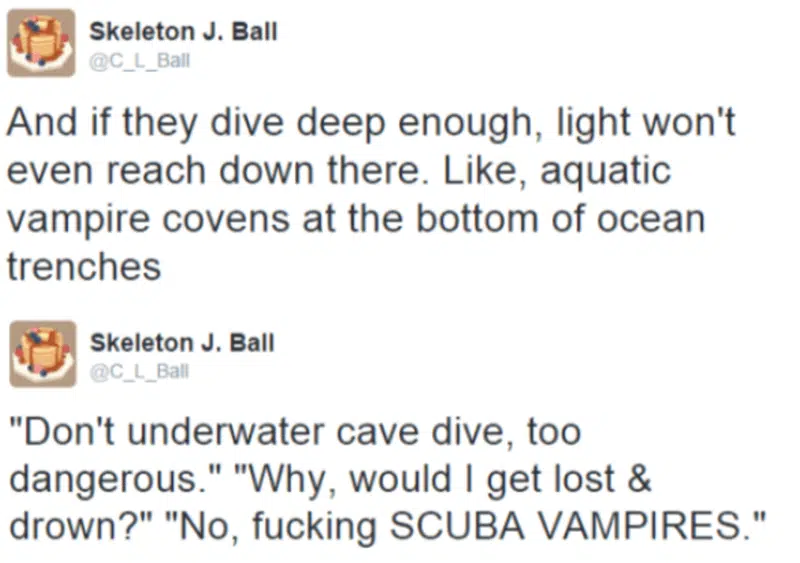 Skeleton J. Ball
@C_L_Ball
And if they dive deep enough, light won't
even reach down there. Like, aquatic
vampire covens at the bottom of ocean
trenches
Skeleton J. Ball
@C_L_Ball
"Don't underwater cave dive, too
dangerous." "Why, would I get lost &
drown?" "No, fucking SCUBA VAMPIRES."